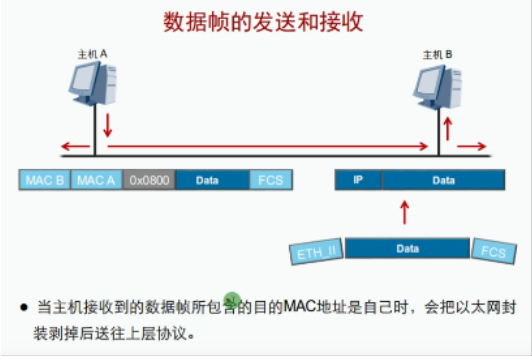 数据帧的发送和接收
主机 A
主机 B
MAC B MAC A 0x0800 Data FCS
IP Data
ETH_II Data FCS
● 当主机接收到的数据帧所包含的目的MAC地址是自己时，会把以太网封
装剥掉后送往上层协议。